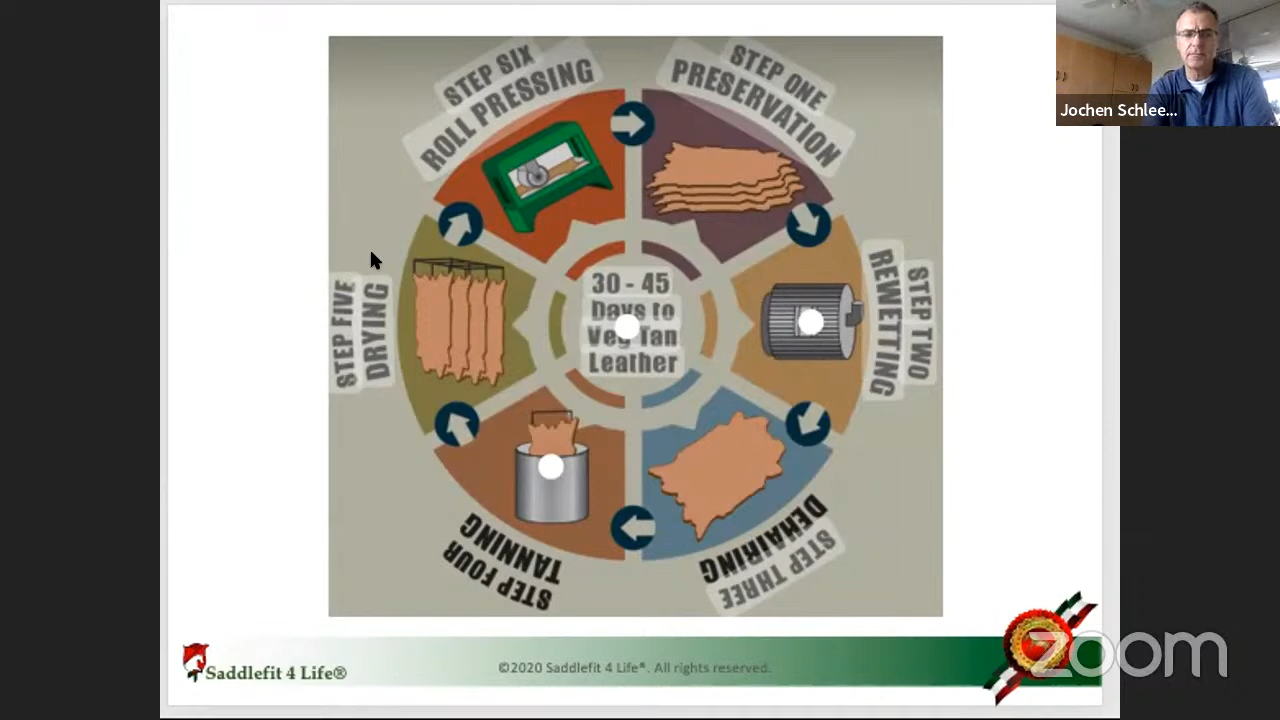 STEP SIX
ROLL PRESSING
STEP ONE
PRESERVATION
Jochen Schlee...
STEP TWO
REWETTING
30 - 45
Days to
Veg Tan
Leather
STEP FIVE
DRYING
STEP FOUR
TANNING
STEP THREE
DEHAIRING
Saddlefit 4 Life®
©2020 Saddlefit 4 Life®. All rights reserved.
zoom